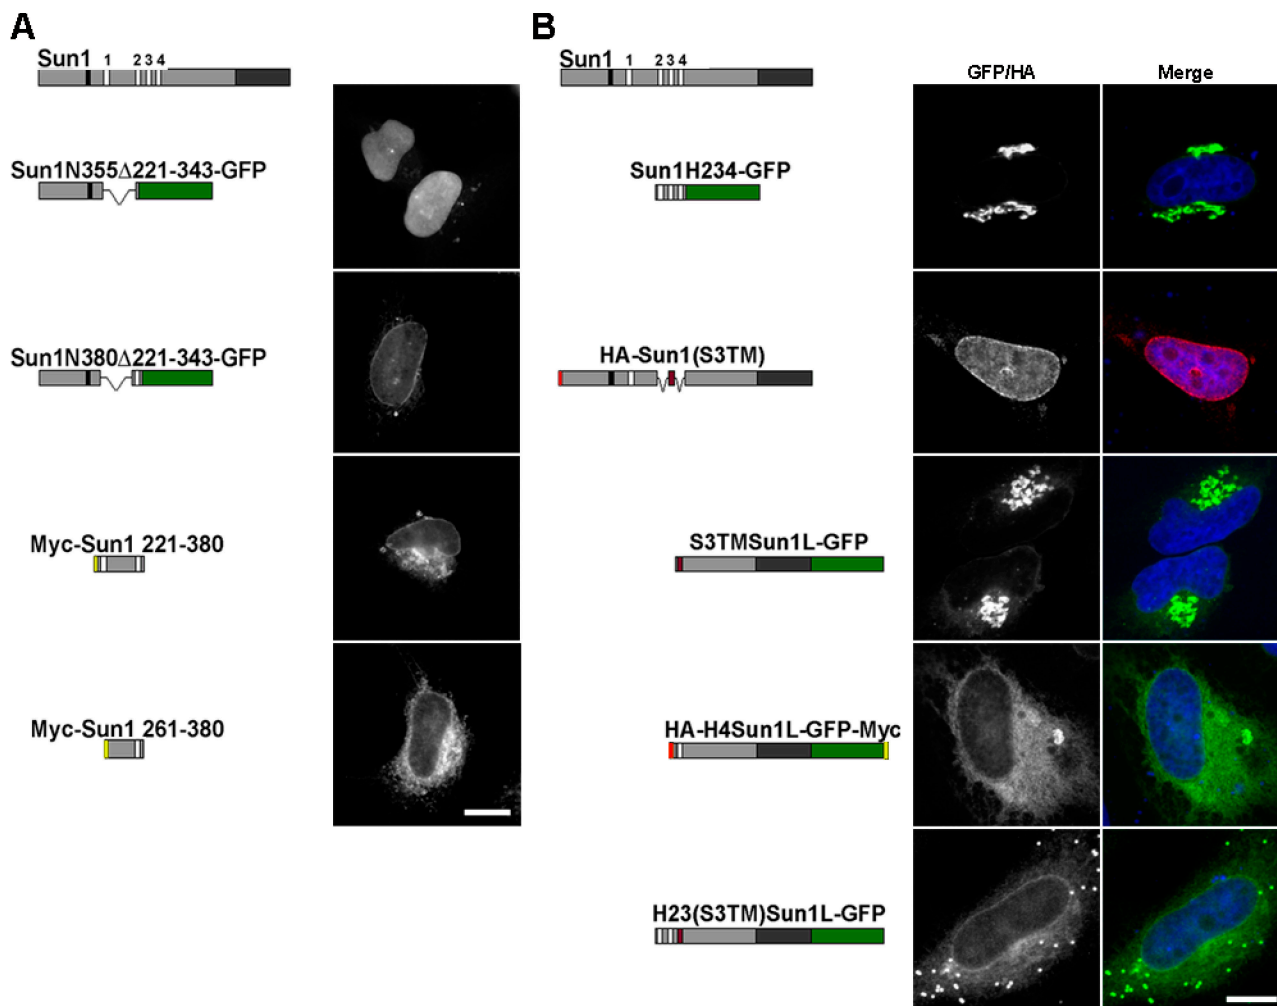 A
Sun1 1 2 3 4
Sun1N355Δ221-343-GFP
Sun1N380Δ221-343-GFP
Myc-Sun1 221-380
Myc-Sun1 261-380
B
Sun1 1 2 3 4
GFP/HA Merge
Sun1H234-GFP
HA-Sun1(S3TM)
S3TMSun1L-GFP
HA-H4Sun1L-GFP-Myc
H23(S3TM)Sun1L-GFP